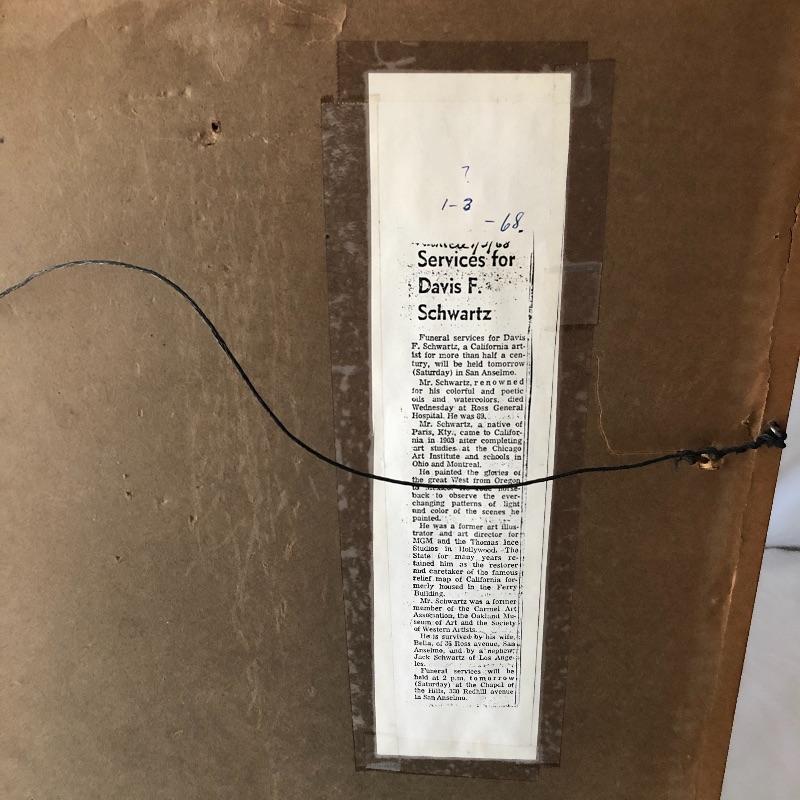 ?
1-3
-68.
Services for
Davis F.
Schwartz
Funeral services for Davis
F. Schwartz, a California art-
ist for more than half a cen-
tury, will be held tomorrow
(Saturday) in San Anselmo.
Mr. Schwartz, renowned
for his colorful and poetic
oils and watercolors, died
Wednesday at Ross General
Hospital. He was 89.
Mr. Schwartz, a native of
Paris, Kty., came to Califor-
nia in 1903 after completing
art studies at the Chicago
Art Institute and schools in
Ohio and Montreal.
He painted the glories of
the great West from Oregon
to horse-
back to observe the ever-
changing patterns of light
and color of the scenes he
painted.
He was a former art illus-
trator and art director for
MGM and the Thomas Ince
Studios in Hollywood. The
State for many years re-
tained him as the restorer
and caretaker of the famous
relief map of California for-
merly housed in the Ferry
Building.
Mr. Schwartz was a former
member of the Carmel Art
Association, the Oakland Mu-
seum of Art and the Society
of Western Artists.
He is survived by his wife,
Bella, of 35 Ross avenue, San
Anselmo, and by a nephew,
Jack Schwartz of Los Ange-
les.
Funeral services will be
held at 2 p.m. tomorrow
(Saturday) at the Chapel of
the Hills, 330 Redhill avenue
in San Anselmo.